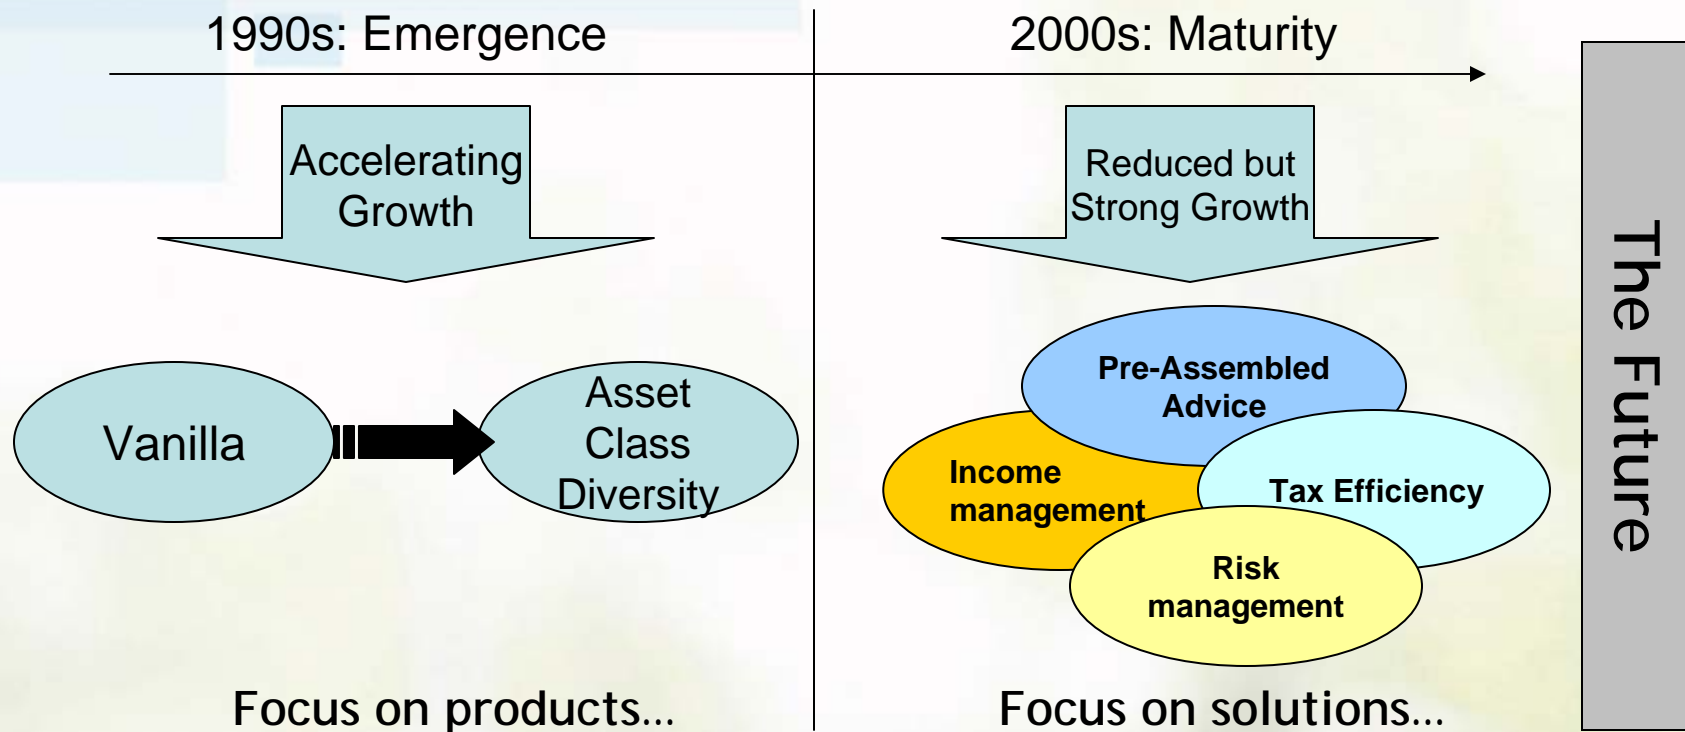 1990s: Emergence
2000s: Maturity
Accelerating
Growth
Reduced but
Strong Growth
Vanilla
Asset
Class
Diversity
Pre-Assembled
Advice
Income
management
Tax Efficiency
Risk
management
Focus on products...
Focus on solutions...
The Future